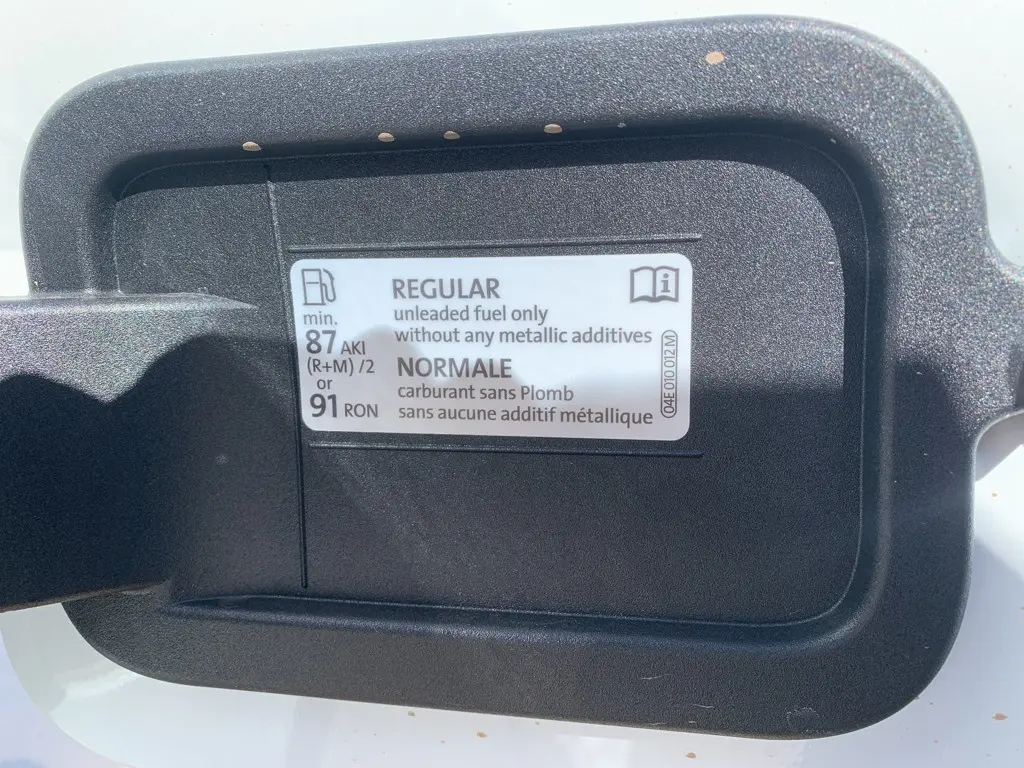 REGULAR
unleaded fuel only
without any metallic additives
min.
87 AKI
(R+M) /2
or
91 RON
NORMALE
carburant sans Plomb
sans aucune additif métallique
04E 010 012 M